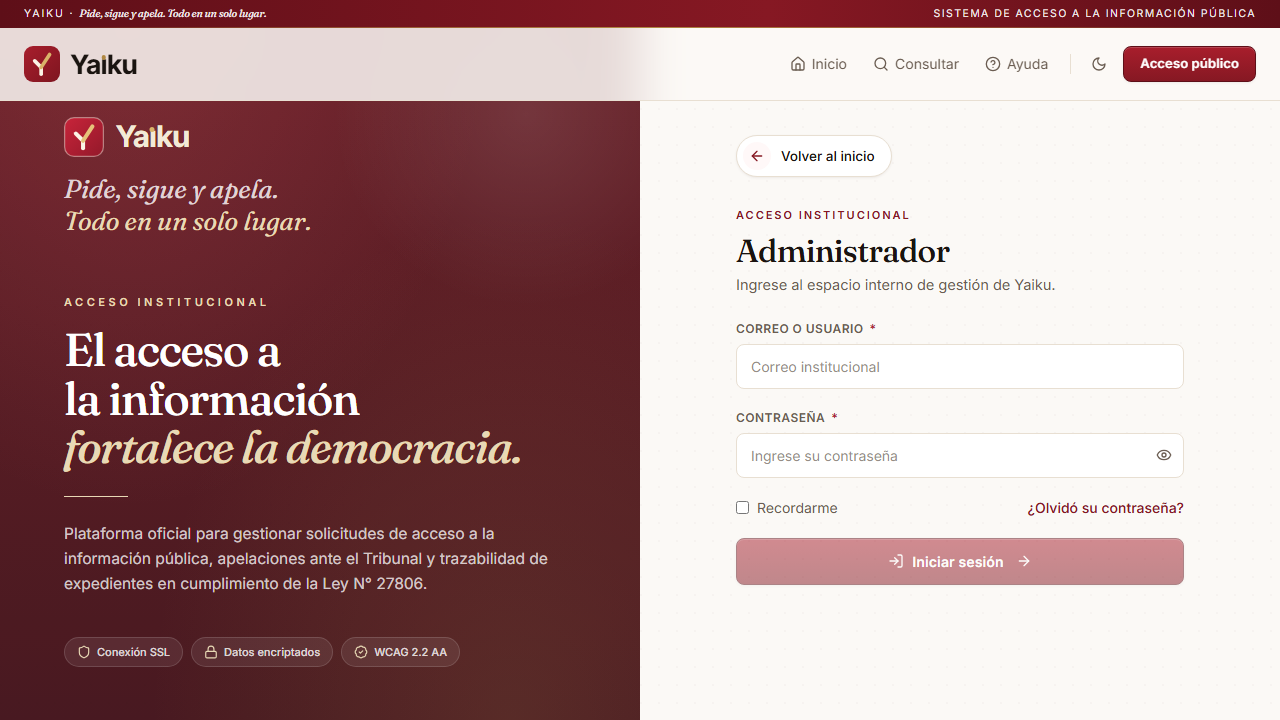 YAIKU · Pide, sigue y apela. Todo en un solo lugar.
SISTEMA DE ACCESO A LA INFORMACIÓN PÚBLICA
Yaiku
Inicio
Consultar
Ayuda
Acceso público
Yaiku
Pide, sigue y apela.
Todo en un solo lugar.
ACCESO INSTITUCIONAL
El acceso a
la información
fortalece la democracia.
Plataforma oficial para gestionar solicitudes de acceso a la
información pública, apelaciones ante el Tribunal y trazabilidad de
expedientes en cumplimiento de la Ley N° 27806.
Conexión SSL
Datos encriptados
WCAG 2.2 AA
Volver al inicio
ACCESO INSTITUCIONAL
Administrador
Ingrese al espacio interno de gestión de Yaiku.
CORREO O USUARIO *
Correo institucional
CONTRASEÑA *
Ingrese su contraseña
Recordarme
¿Olvidó su contraseña?
Iniciar sesión